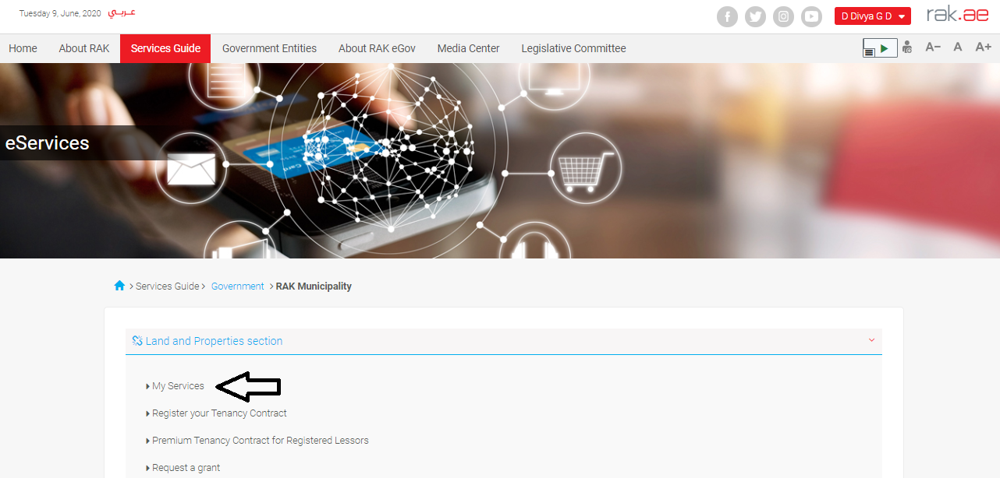 Tuesday 9, June, 2020 عـربـي
D Divya G D
rak.ae
Home About RAK Services Guide Government Entities About RAK eGov Media Center Legislative Committee A− A A+
eServices
Card
> Services Guide > Government > RAK Municipality
Land and Properties section
My Services
Register your Tenancy Contract
Premium Tenancy Contract for Registered Lessors
Request a grant